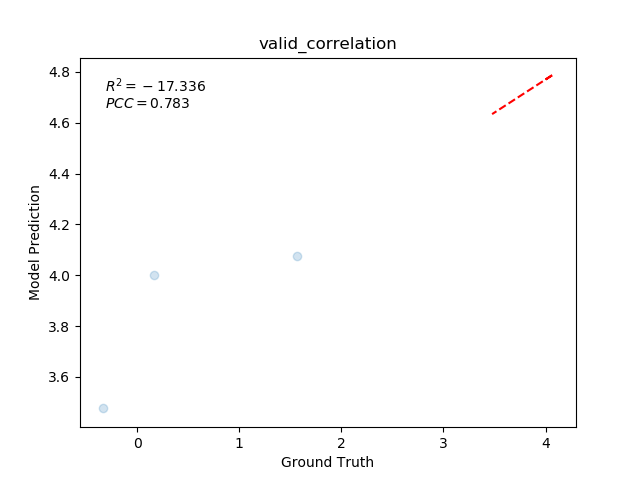 valid_correlation
R² = −17.336
PCC = 0.783
Model Prediction
4.8
4.6
4.4
4.2
4.0
3.8
3.6
0 1 2 3 4
Ground Truth